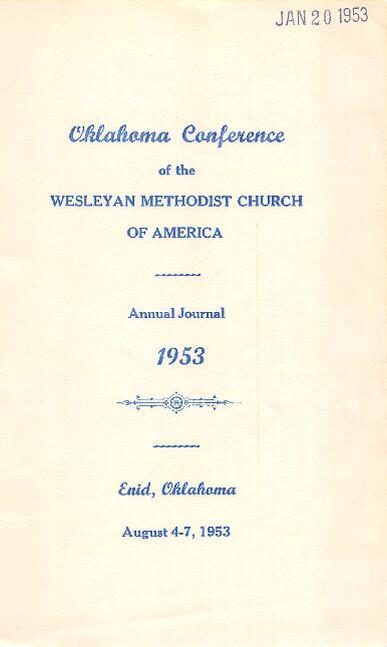 JAN 20 1953
Oklahoma Conference
of the
WESLEYAN METHODIST CHURCH
OF AMERICA
Annual Journal
1953
Enid, Oklahoma
August 4-7, 1953